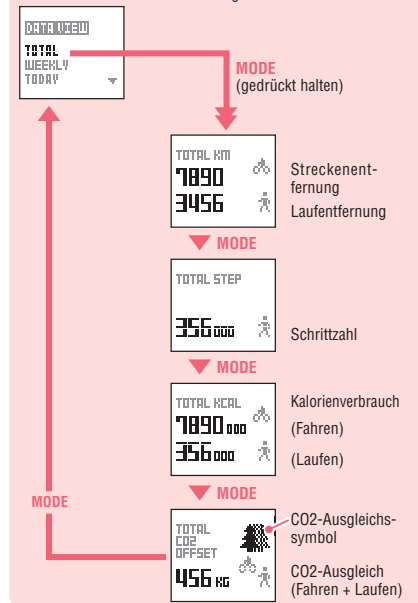 DATA VIEW
TOTAL
WEEKLY
TODAY
MODE
(gedrückt halten)
TOTAL KM
7890
3456
Streckenent-
fernung
Laufentfernung
MODE
TOTAL STEP
356000
Schrittzahl
MODE
TOTAL KCAL
7890000
356000
Kalorienverbrauch
(Fahren)
(Laufen)
MODE
MODE
TOTAL
CO2
OFFSET
456 KG
CO2-Ausgleichs-
symbol
CO2-Ausgleich
(Fahren + Laufen)